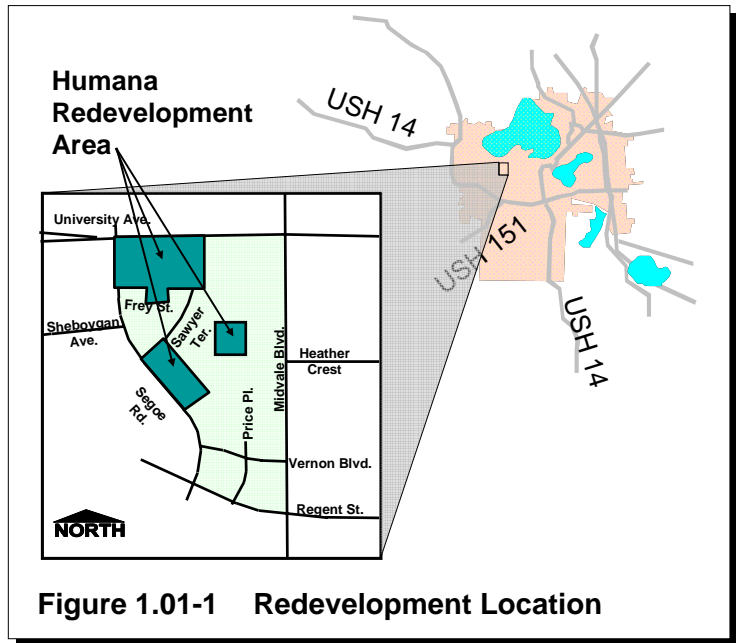 Humana
Redevelopment
Area
USH 14
USH 151
USH 14
University Ave.
Frey St.
Sheboygan
Ave.
Sawyer
Ter.
Midvale Blvd.
Heather
Crest
Segoe
Rd.
Price Pl.
Vernon Blvd.
Regent St.
NORTH
Figure 1.01-1 Redevelopment Location